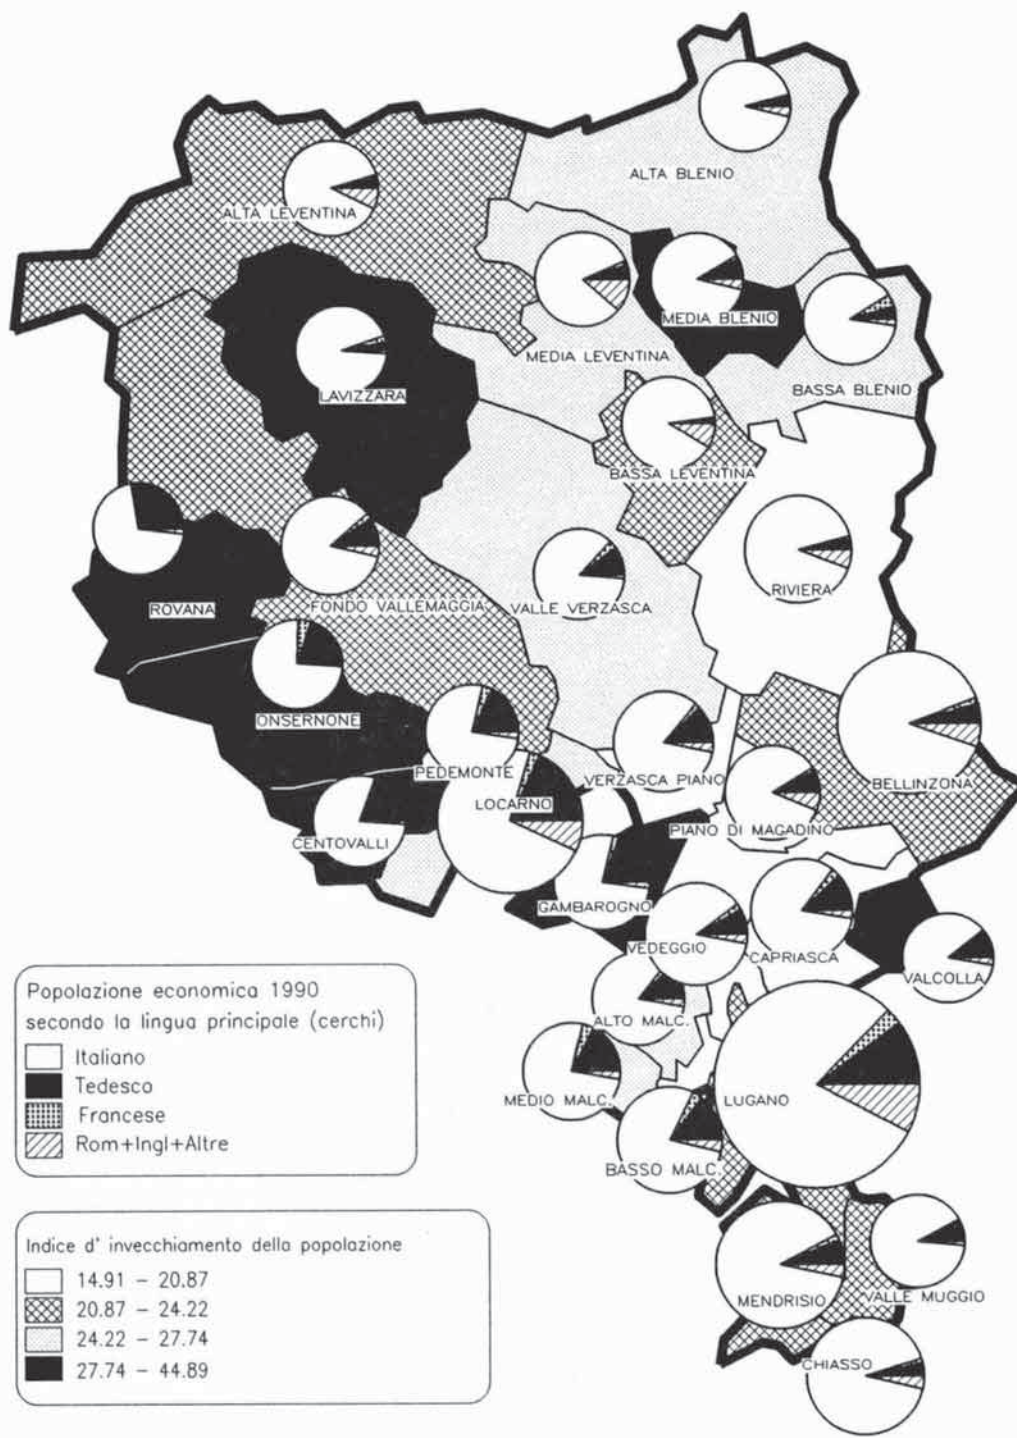 ALTA BLENIO
ALTA LEVENTINA
MEDIA BLENIO
MEDIA LEVENTINA
LAVIZZARA
BASSA BLENIO
BASSA LEVENTINA
RIVIERA
ROVANA
FONDO VALLEMAGGIA
VALLE VERZASCA
ONSERNONE
PEDEMONTE
VERZASCA PIANO
BELLINZONA
LOCARNO
PIANO DI MAGADINO
CENTOVALLI
GAMBAROGNO
VEDEGGIO
CAPRIASCA
VALCOLLA
ALTO MALC.
MEDIO MALC.
LUGANO
BASSO MALC.
MENDRISIO
VALLE MUGGIO
CHIASSO
Popolazione economica 1990
secondo la lingua principale (cerchi)
Italiano
Tedesco
Francese
Rom+Ingl+Altre
Indice d' invecchiamento della popolazione
14.91 – 20.87
20.87 – 24.22
24.22 – 27.74
27.74 – 44.89